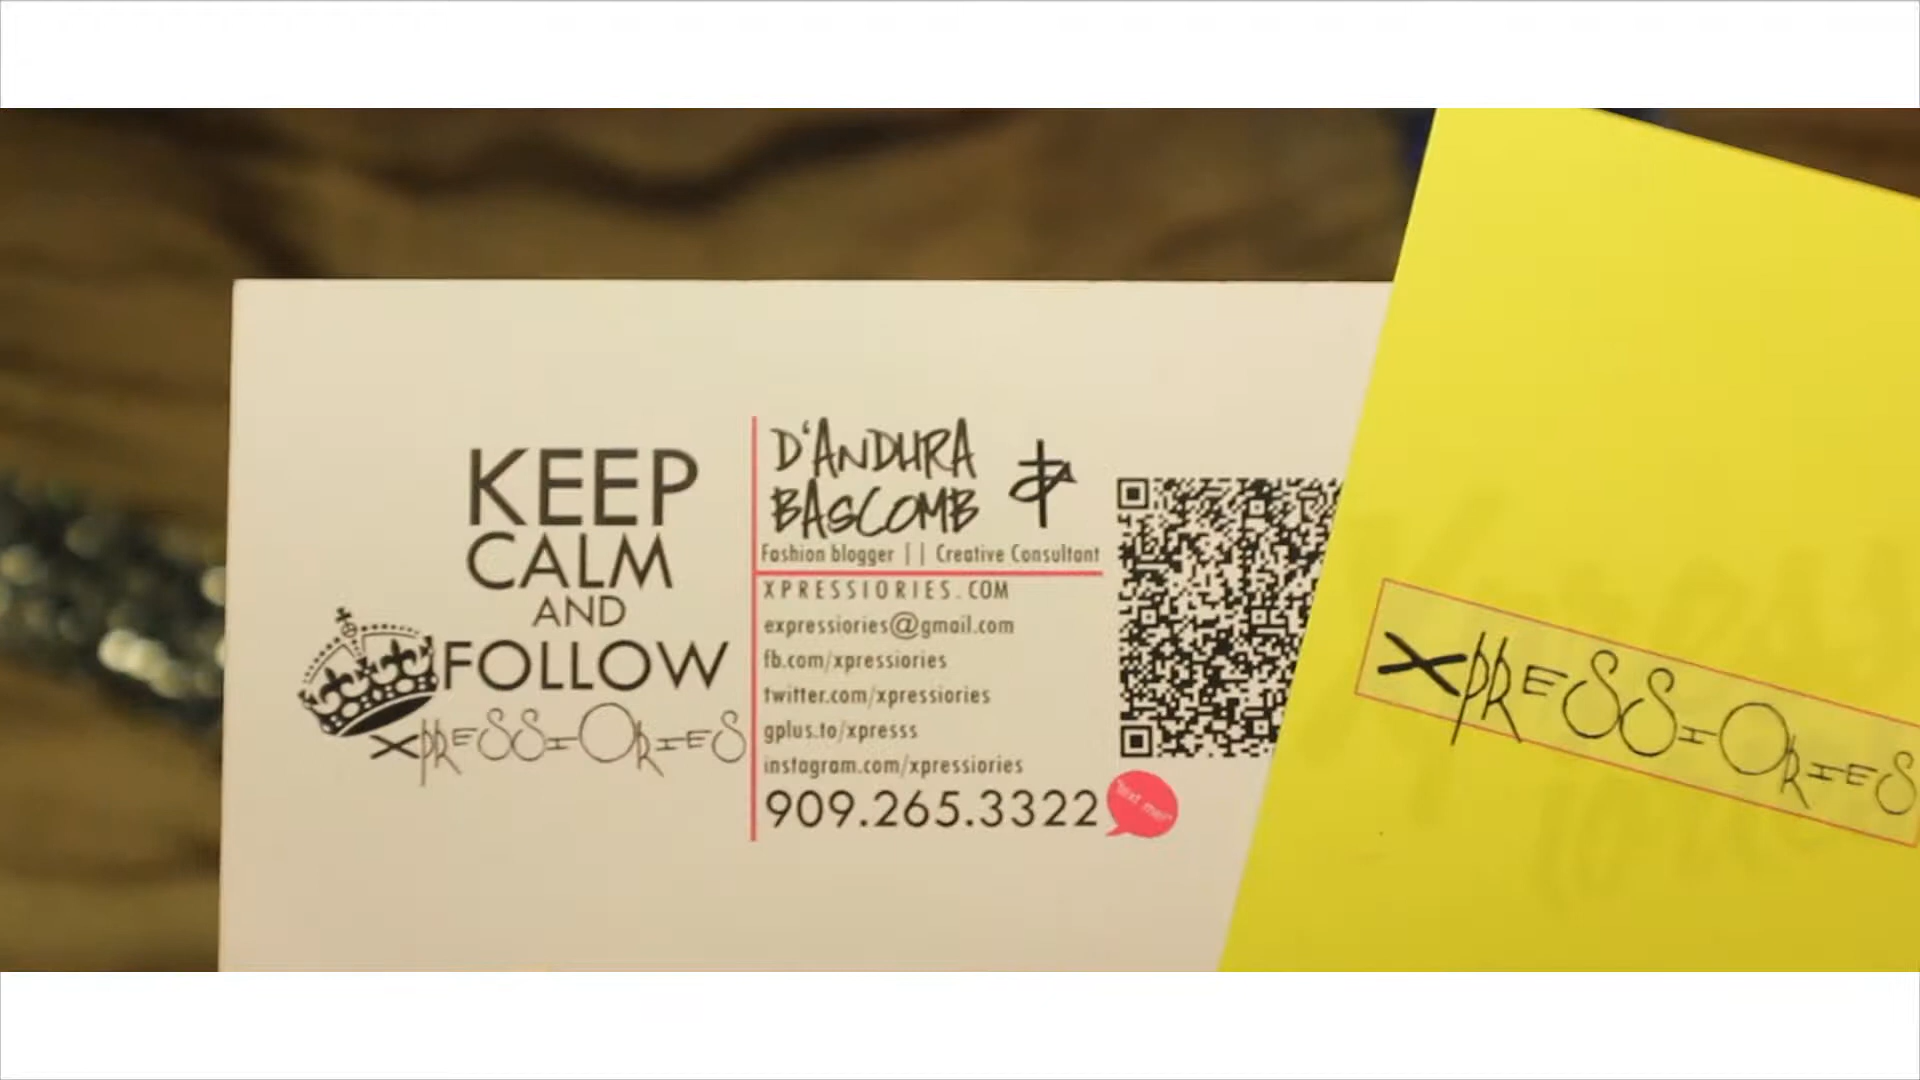 KEEP
CALM
AND
FOLLOW
XPRESSIORIES
D'ANDHRA
BASCOMB
Fashion blogger || Creative Consultant
XPRESSIORIES.COM
expressiories@gmail.com
fb.com/xpressiories
twitter.com/xpressiories
gplus.to/xpresss
instagram.com/xpressiories
909.265.3322
Text me!
XPRESSIORIES